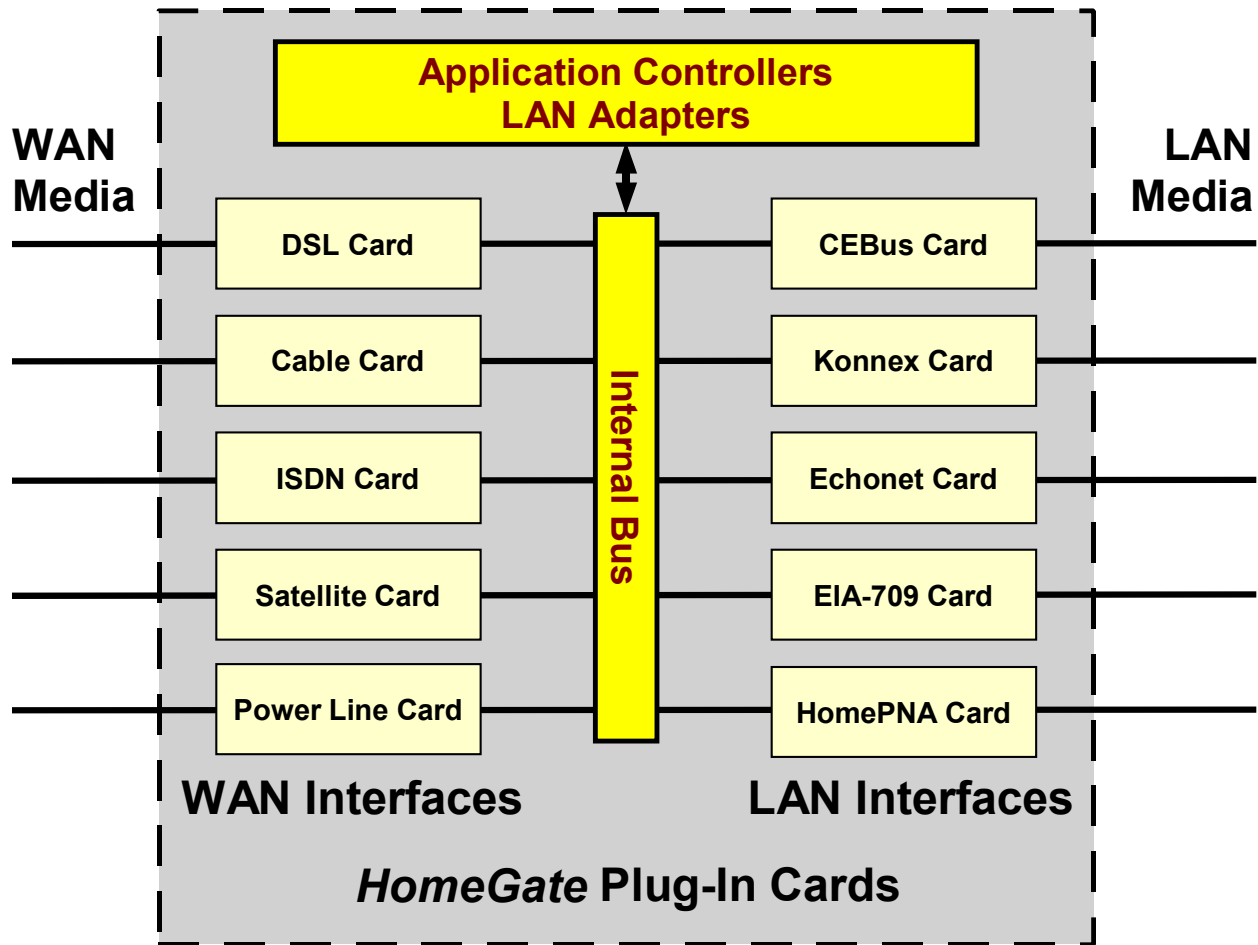 Application Controllers
LAN Adapters
WAN
Media
LAN
Media
DSL Card
CEBus Card
Cable Card
Konnex Card
Internal Bus
ISDN Card
Echonet Card
Satellite Card
EIA-709 Card
Power Line Card
HomePNA Card
WAN Interfaces
LAN Interfaces
HomeGate Plug-In Cards